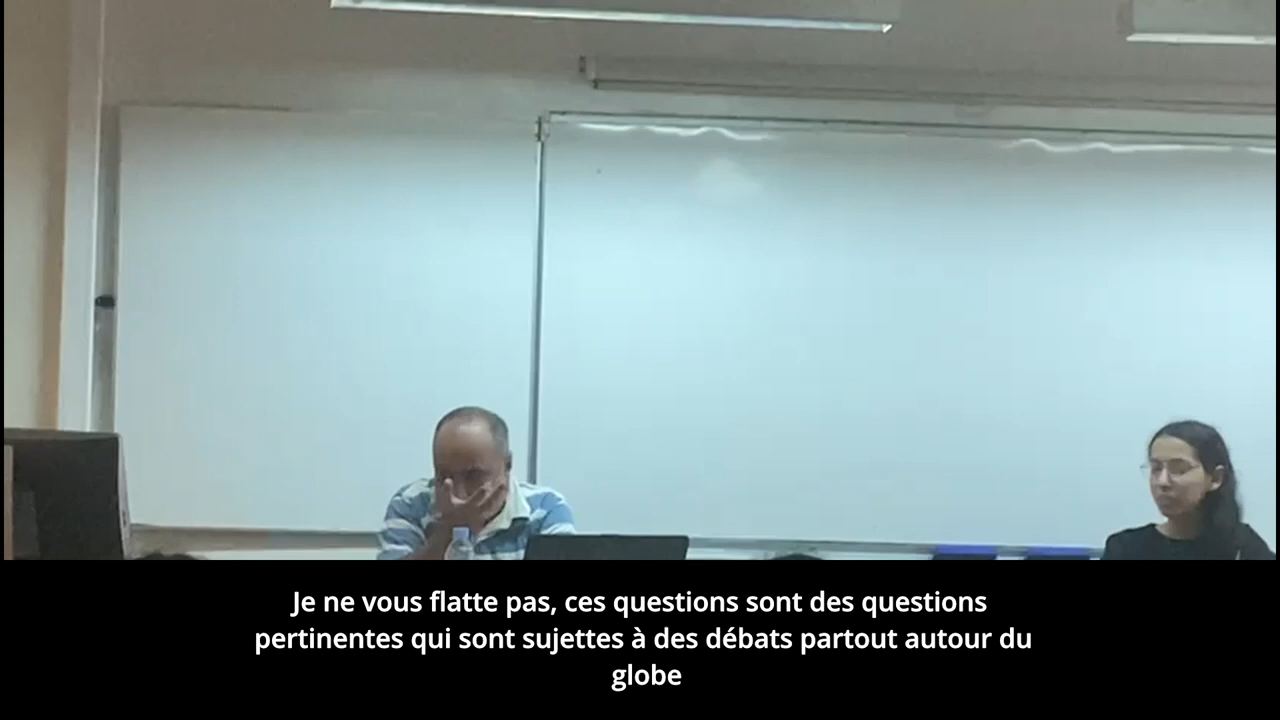 Je ne vous flatte pas, ces questions sont des questions
pertinentes qui sont sujettes à des débats partout autour du
globe